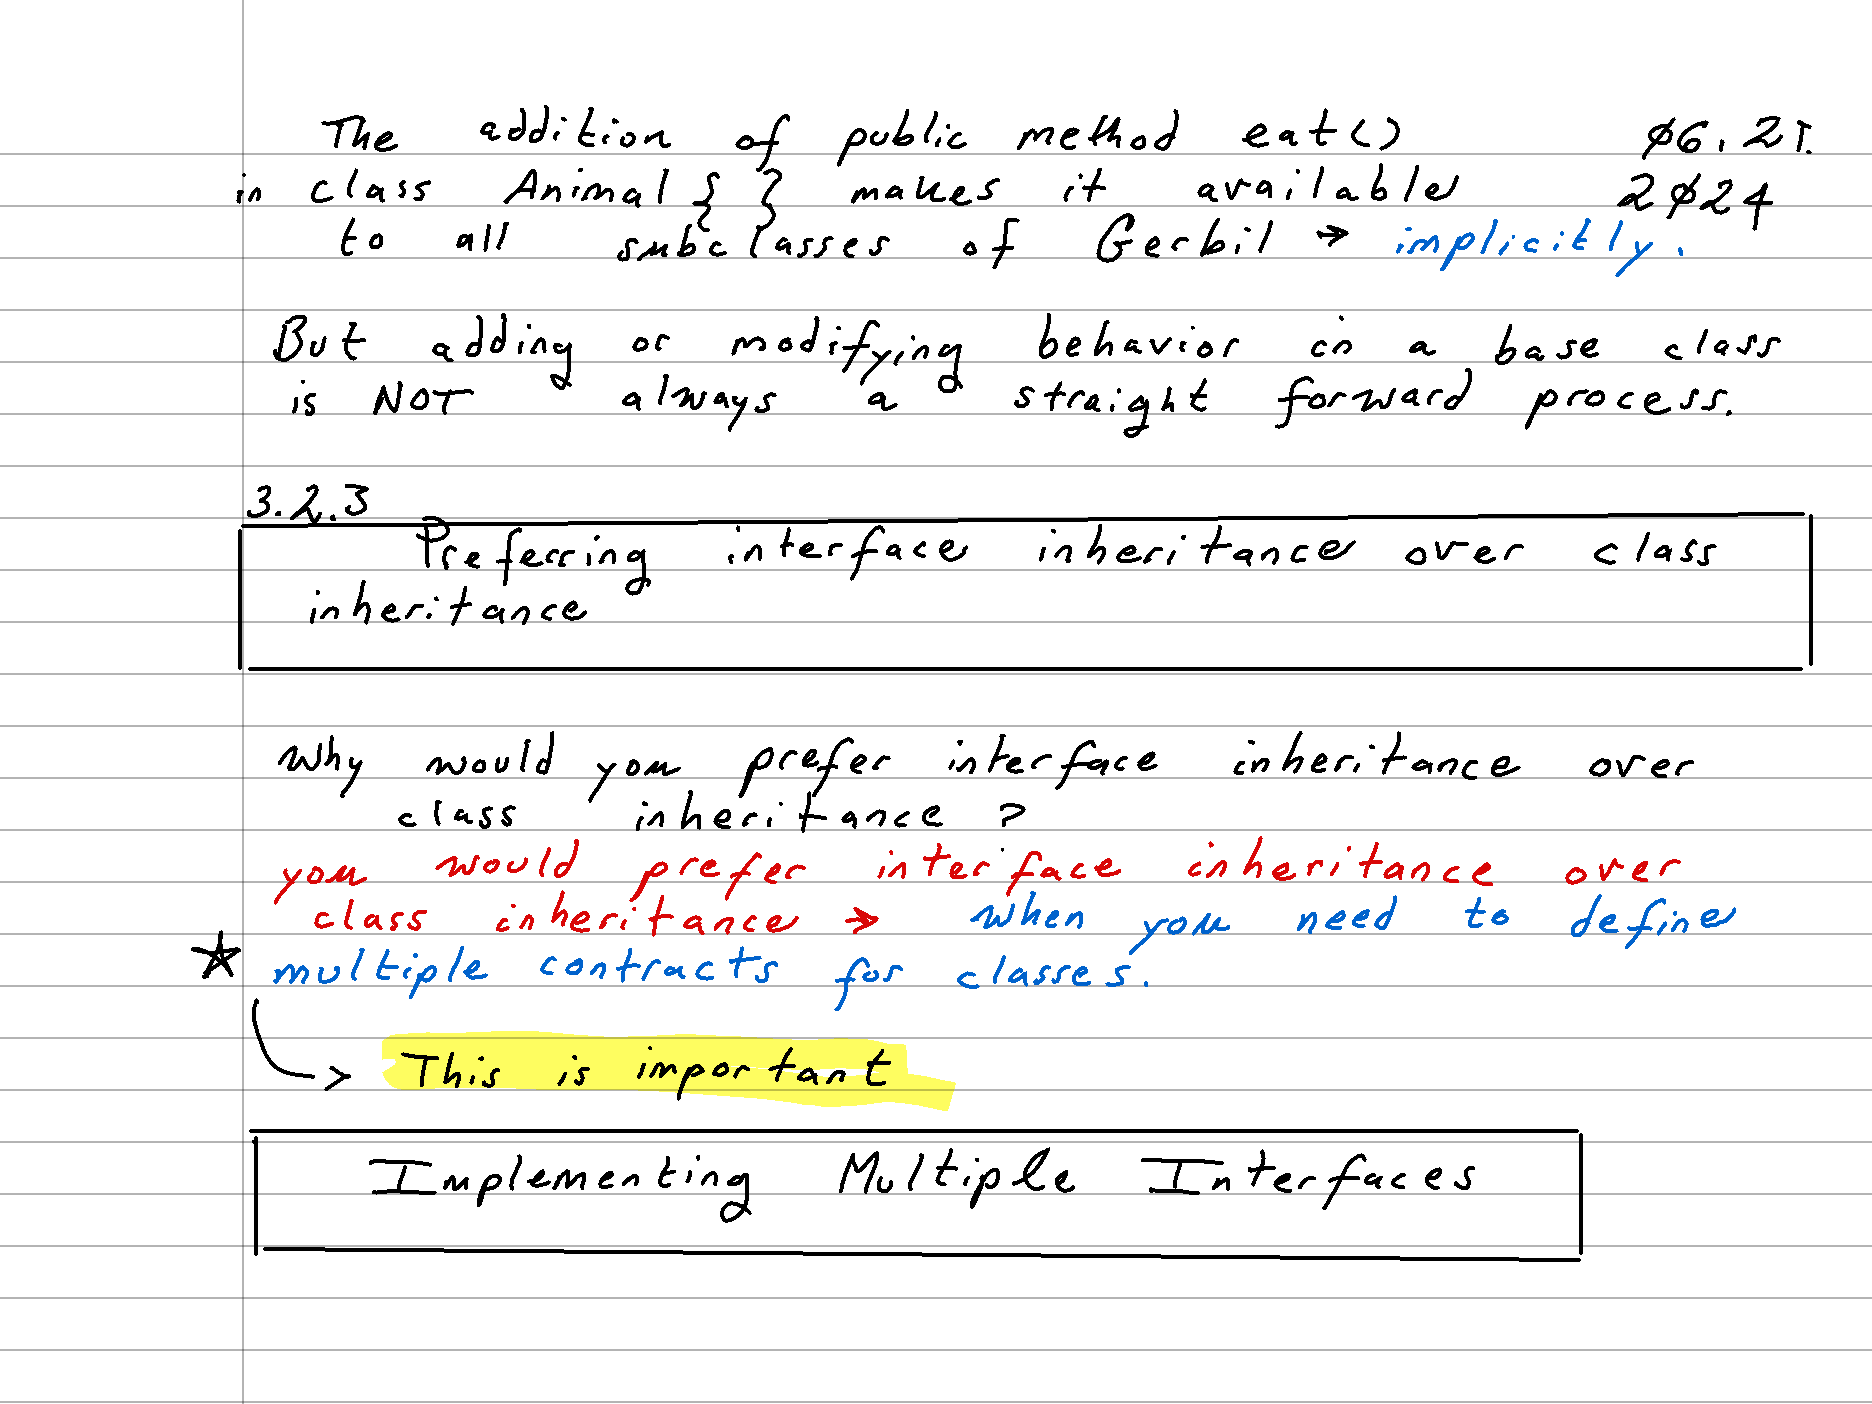 The addition of public method eat() ø6.21.
in class Animal { } makes it available 2ø24
to all subclasses of Gerbil → implicitly.
But adding or modifying behavior in a base class
is NOT always a straight forward process.
3.2.3
Preferring interface inheritance over class
inheritance
Why would you prefer interface inheritance over
class inheritance ?
you would prefer interface inheritance over
class inheritance → when you need to define
★ multiple contracts for classes.
→ This is important
Implementing Multiple Interfaces